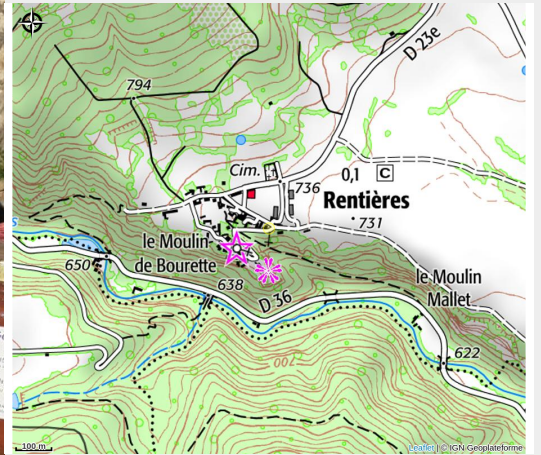 D 23e
794
Cim.
736
0,1 C
Rentières
731
le Moulin
de Bourette
650
638
D 36
le Moulin
Mallet
700
622
100 m
Leaflet | © IGN Geoplateforme